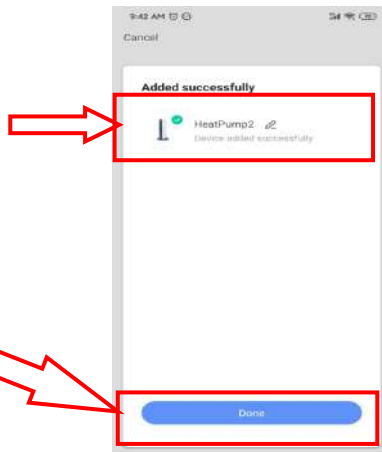 9:42 AM
Cancel
Added successfully
HeatPump2
Device added successfully
Done